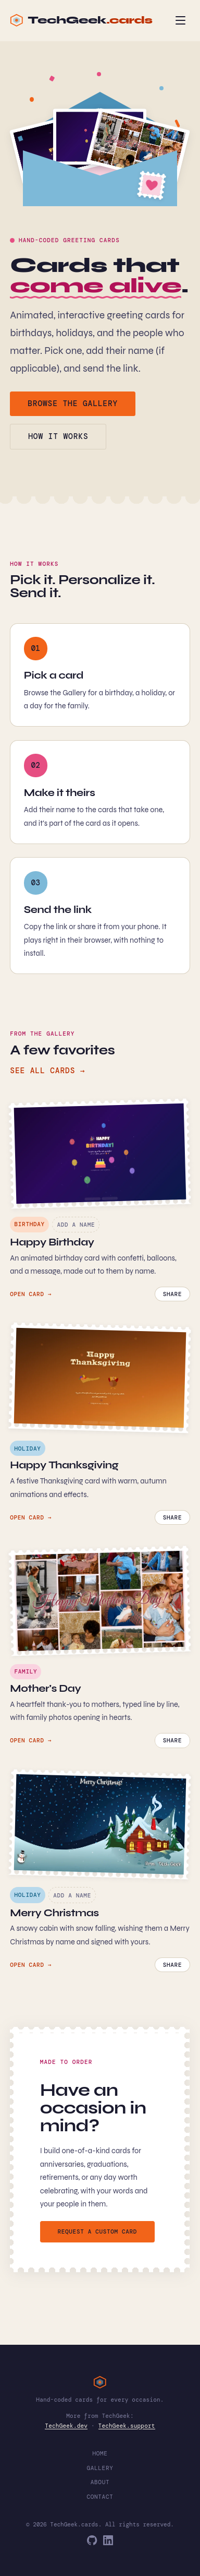 TechGeek.cards
HAND-CODED GREETING CARDS
Cards that
come alive.
Animated, interactive greeting cards for
birthdays, holidays, and the people who
matter. Pick one, add their name (if
applicable), and send the link.
BROWSE THE GALLERY
HOW IT WORKS
HOW IT WORKS
Pick it. Personalize it.
Send it.
01
Pick a card
Browse the Gallery for a birthday, a holiday, or
a day for the family.
02
Make it theirs
Add their name to the cards that take one,
and it's part of the card as it opens.
03
Send the link
Copy the link or share it from your phone. It
plays right in their browser, with nothing to
install.
FROM THE GALLERY
A few favorites
SEE ALL CARDS →
HAPPY
BIRTHDAY!
BIRTHDAY
ADD A NAME
Happy Birthday
An animated birthday card with confetti, balloons,
and a message, made out to them by name.
OPEN CARD →
SHARE
Happy
Thanksgiving
HOLIDAY
Happy Thanksgiving
A festive Thanksgiving card with warm, autumn
animations and effects.
OPEN CARD →
SHARE
Happy Mother's Day!
FAMILY
Mother's Day
A heartfelt thank-you to mothers, typed line by line,
with family photos opening in hearts.
OPEN CARD →
SHARE
Merry Christmas!
HOLIDAY
ADD A NAME
Merry Christmas
A snowy cabin with snow falling, wishing them a Merry
Christmas by name and signed with yours.
OPEN CARD →
SHARE
MADE TO ORDER
Have an
occasion in
mind?
I build one-of-a-kind cards for
anniversaries, graduations,
retirements, or any day worth
celebrating, with your words and
your people in them.
REQUEST A CUSTOM CARD
Hand-coded cards for every occasion.
More from TechGeek:
TechGeek.dev · TechGeek.support
HOME
GALLERY
ABOUT
CONTACT
© 2026 TechGeek.cards. All rights reserved.